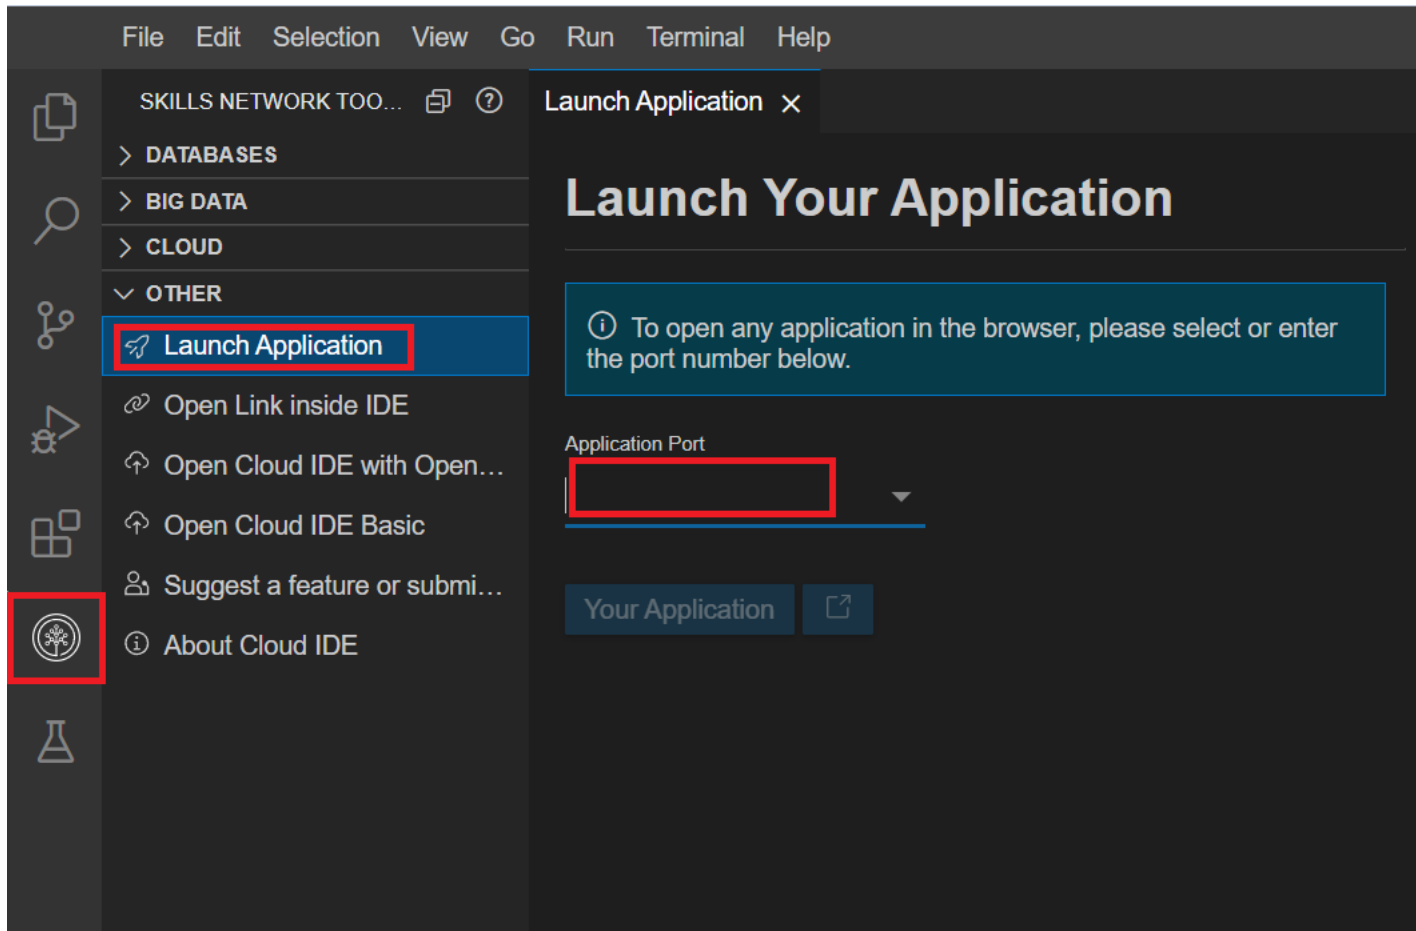 File Edit Selection View Go Run Terminal Help
SKILLS NETWORK TOO...
Launch Application
DATABASES
BIG DATA
CLOUD
OTHER
Launch Application
Open Link inside IDE
Open Cloud IDE with Open...
Open Cloud IDE Basic
Suggest a feature or submi...
About Cloud IDE
Launch Your Application
To open any application in the browser, please select or enter
the port number below.
Application Port
Your Application